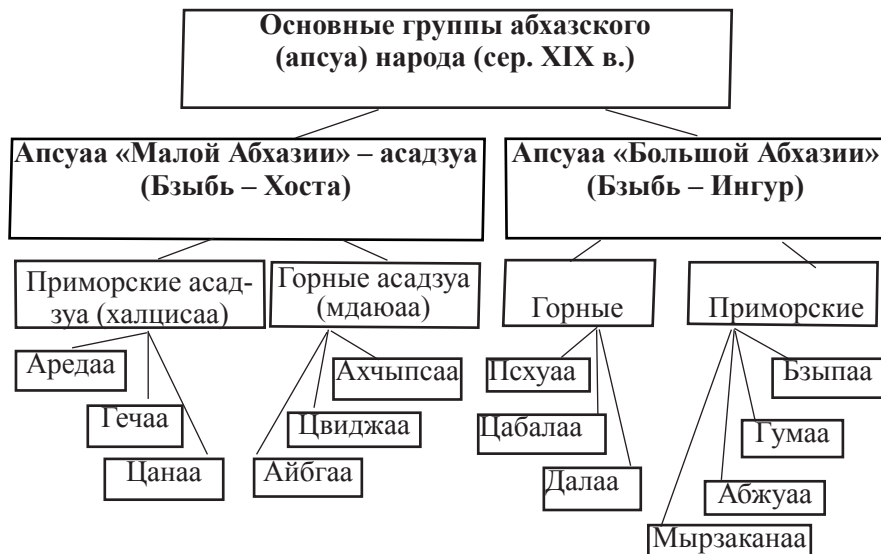 Основные группы абхазского
(апсуа) народа (сер. XIX в.)
Апсуаа «Малой Абхазии» – асадзуа
(Бзыбь – Хоста)
Апсуаа «Большой Абхазии»
(Бзыбь – Ингур)
Приморские асад-
зуа (халцисаа)
Горные асадзуа
(мдаюаа)
Горные
Приморские
Аредаа
Гечаа
Цанаа
Ахчыпсаа
Цвиджаа
Айбгаа
Псхуаа
Цабалаа
Далаа
Бзыпаа
Гумаа
Абжуаа
Мырзаканаа